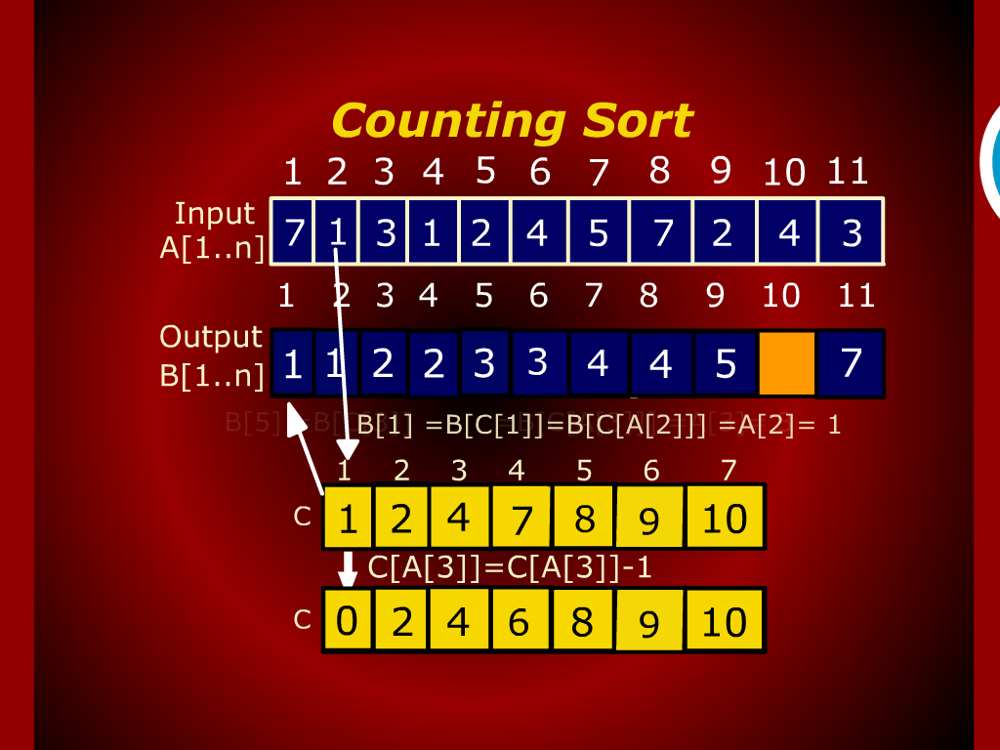 Counting Sort
1 2 3 4 5 6 7 8 9 10 11
Input
A[1..n]
7 1 3 1 2 4 5 7 2 4 3
1 2 3 4 5 6 7 8 9 10 11
Output
B[1..n]
1 1 2 2 3 3 4 4 5 7
B[1] =B[C[1]]=B[C[A[2]]] =A[2]= 1
1 2 3 4 5 6 7
C 1 2 4 7 8 9 10
C[A[3]]=C[A[3]]-1
C 0 2 4 6 8 9 10